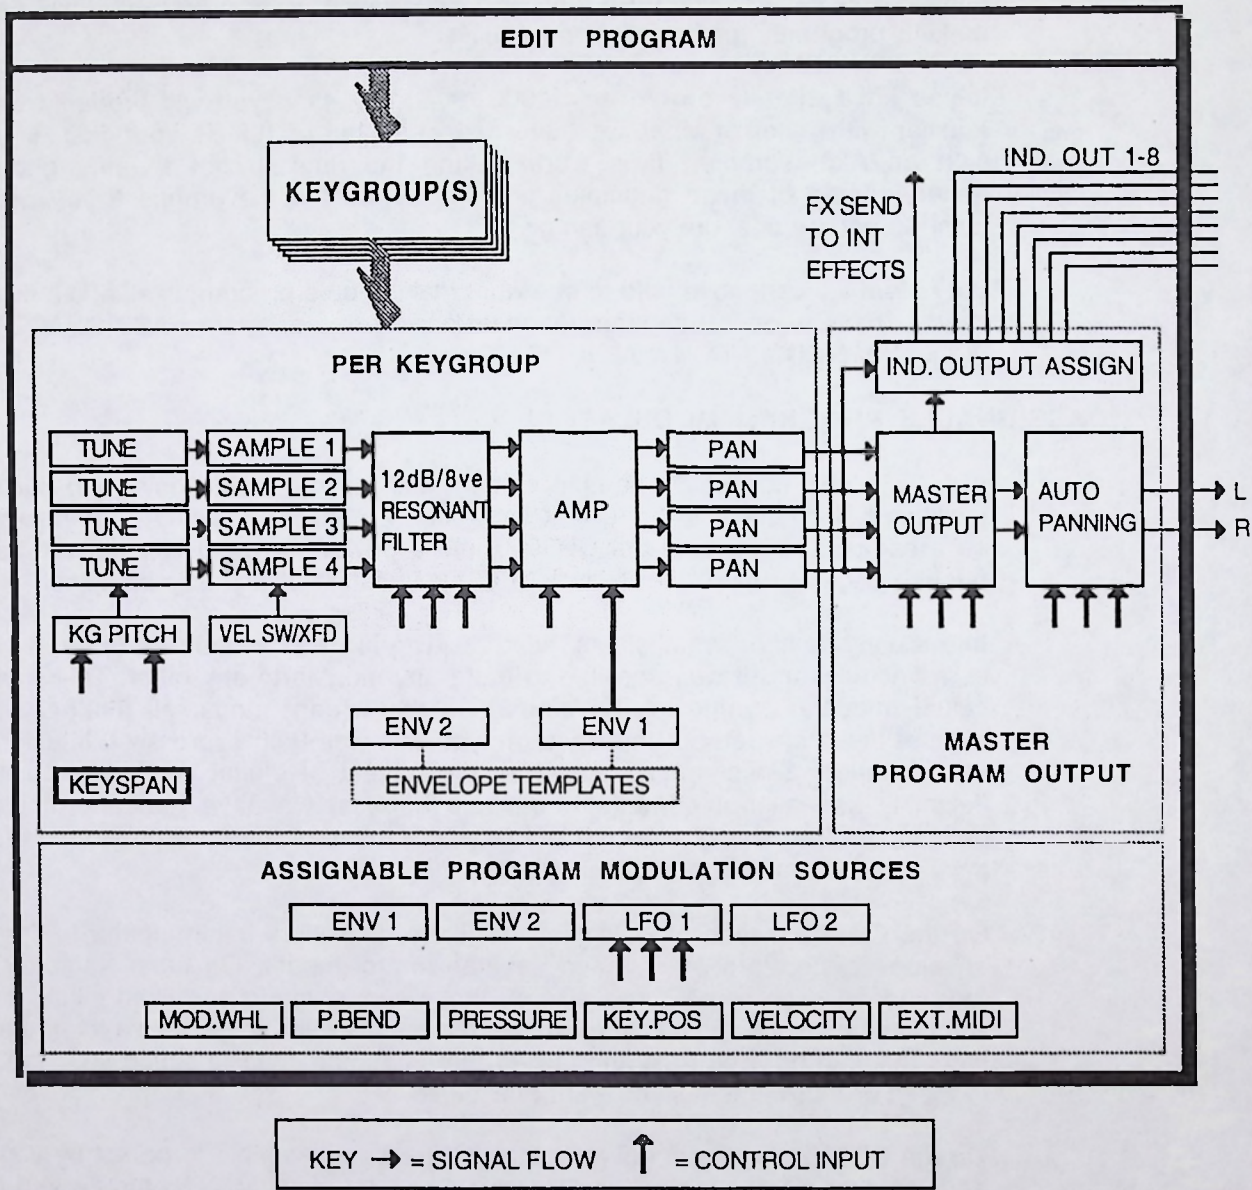 EDIT PROGRAM
KEYGROUP(S)
IND. OUT 1-8
FX SEND
TO INT
EFFECTS
PER KEYGROUP
IND. OUTPUT ASSIGN
TUNE
SAMPLE 1
PAN
TUNE
SAMPLE 2
PAN
TUNE
SAMPLE 3
PAN
TUNE
SAMPLE 4
PAN
12dB/8ve
RESONANT
FILTER
AMP
MASTER
OUTPUT
AUTO
PANNING
L
R
KG PITCH
VEL SW/XFD
ENV 2
ENV 1
ENVELOPE TEMPLATES
KEYSPAN
MASTER
PROGRAM OUTPUT
ASSIGNABLE PROGRAM MODULATION SOURCES
ENV 1
ENV 2
LFO 1
LFO 2
MOD.WHL
P.BEND
PRESSURE
KEY.POS
VELOCITY
EXT.MIDI
KEY → = SIGNAL FLOW ↑ = CONTROL INPUT